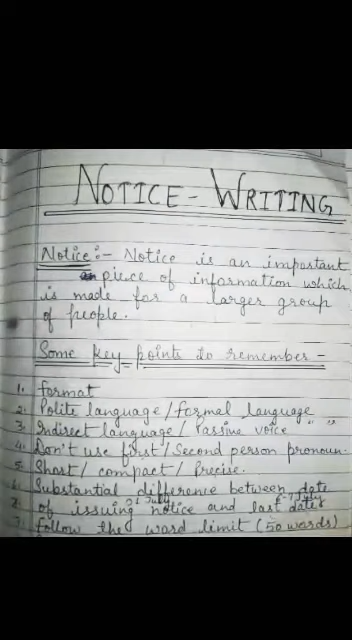 NOTICE-WRITING
Notice:- Notice is an important
piece of information which
is made for a larger group
of people.
Some key points to remember-
1. Format
2. Polite language/formal language
3. Indirect language/Passive voice " "
4. Don't use first/Second person pronoun.
5. Short/compact/Precise.
6. Substantial difference between date
of issuing notice and last date
7. Follow the word limit (50 words)